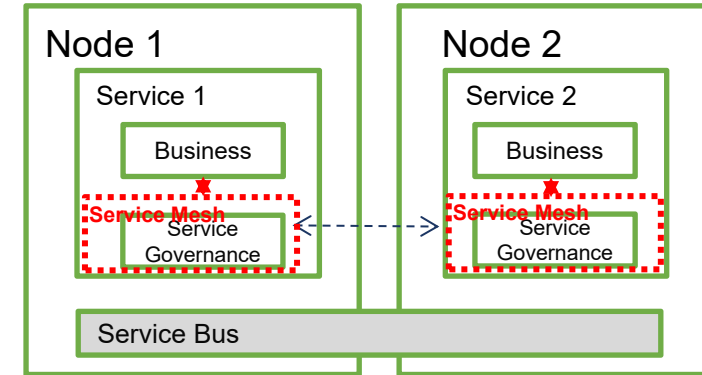 Node 1
Node 2
Service 1
Service 2
Business
Business
Service Mesh
Service Mesh
Service
Governance
Service
Governance
Service Bus